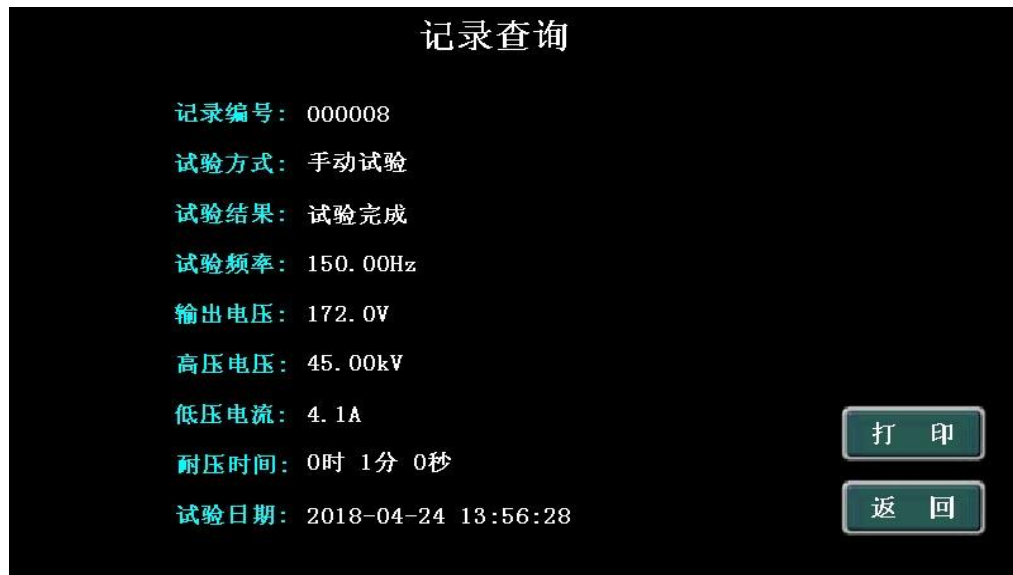 记录查询
记录编号: 000008
试验方式: 手动试验
试验结果: 试验完成
试验频率: 150.00Hz
输出电压: 172.0V
高压电压: 45.00kV
低压电流: 4.1A
耐压时间: 0时 1分 0秒
试验日期: 2018-04-24 13:56:28
打 印
返 回